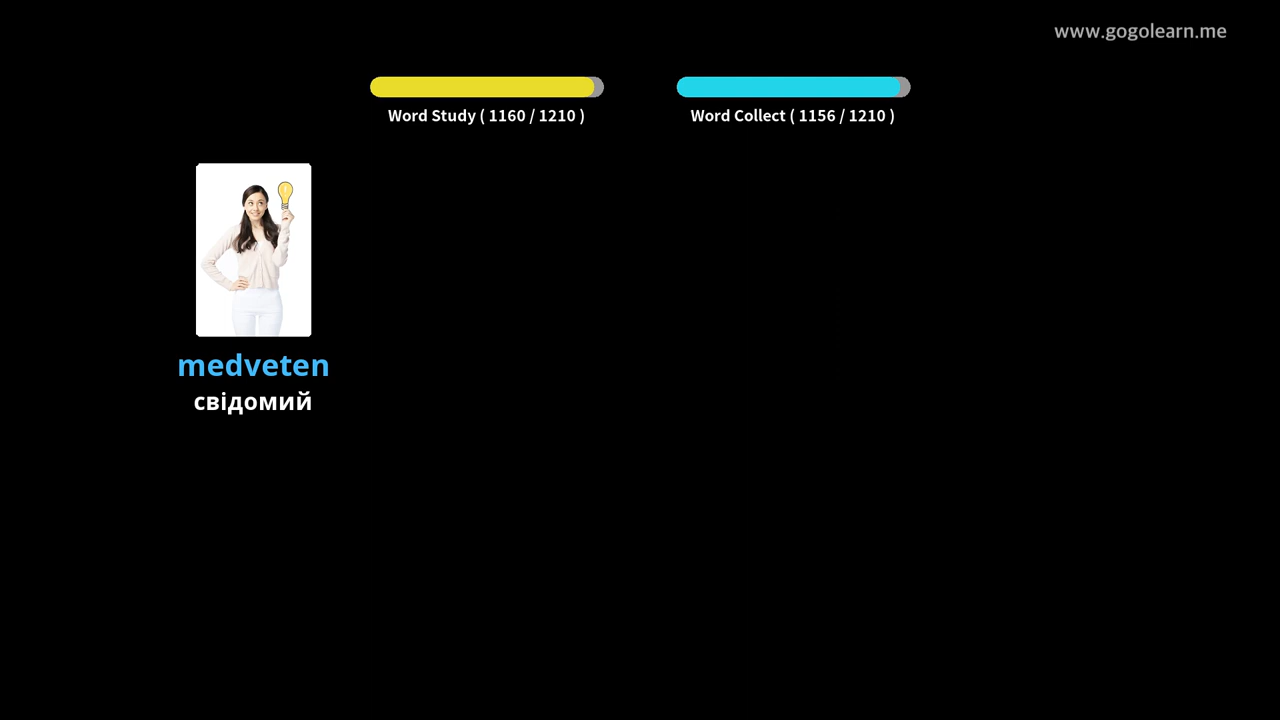 www.gogolearn.me
Word Study ( 1160 / 1210 )
Word Collect ( 1156 / 1210 )
medveten
свідомий